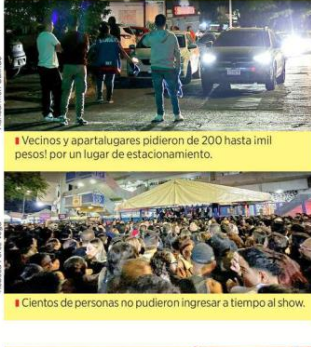 Vecinos y apartalugares pidieron de 200 hasta ¡mil
pesos! por un lugar de estacionamiento.
Cientos de personas no pudieron ingresar a tiempo al show.